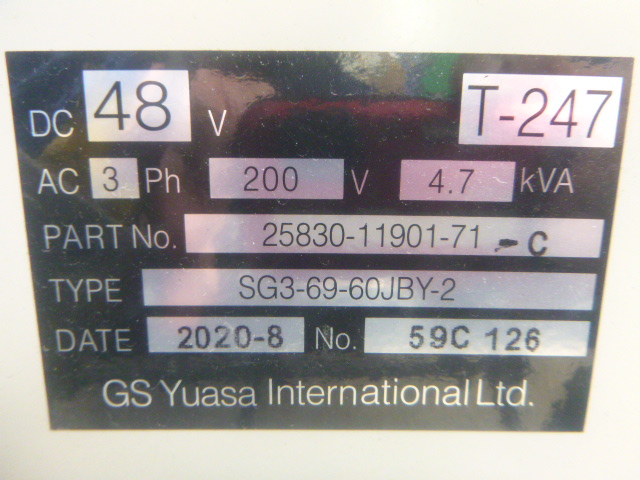 DC 48 V T-247
AC 3 Ph 200 V 4.7 kVA
PART No. 25830-11901-71 -C
TYPE SG3-69-60JBY-2
DATE 2020-8 No. 59C 126
GS Yuasa International Ltd.